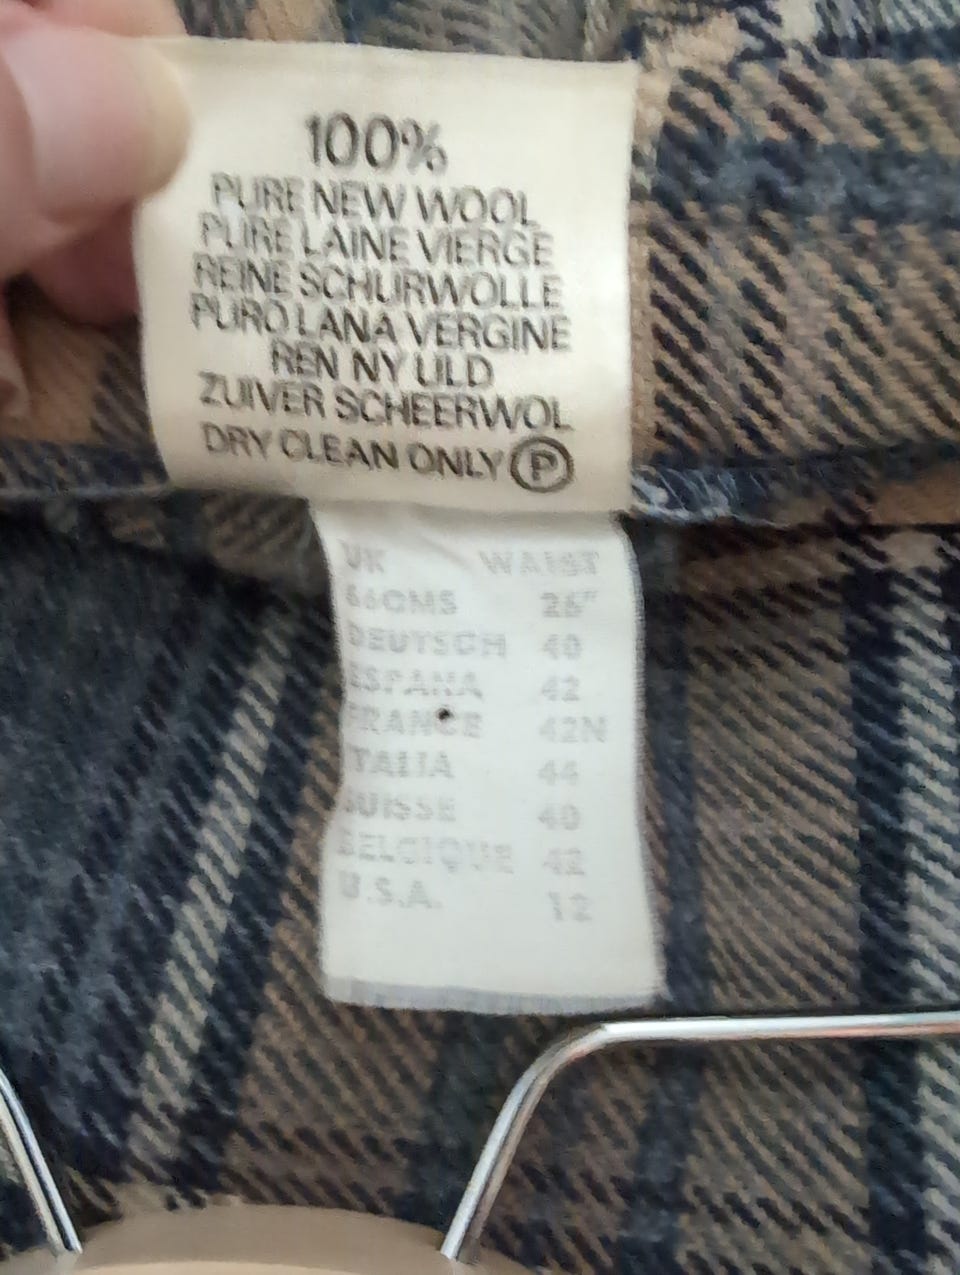 100%
PURE NEW WOOL
PURE LAINE VIERGE
REINE SCHURWOLLE
PURO LANA VERGINE
REN NY ULD
ZUIVER SCHEERWOL
DRY CLEAN ONLY P
UK WAIST
66CMS 26"
DEUTSCH 40
ESPANA 42
FRANCE 42N
ITALIA 44
SUISSE 40
BELGIQUE 42
U.S.A. 12